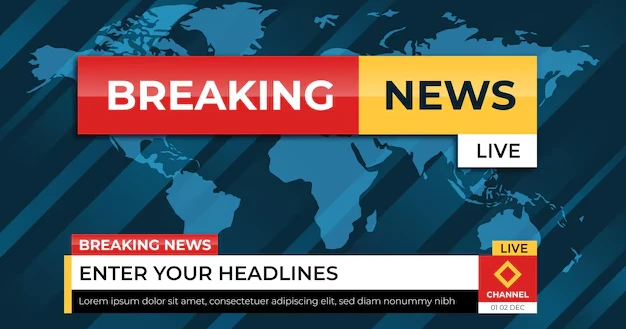 BREAKING NEWS
LIVE
BREAKING NEWS
LIVE
ENTER YOUR HEADLINES
Lorem ipsum dolor sit amet, consectetuer adipiscing elit, sed diam nonummy nibh
CHANNEL
01 02 DEC